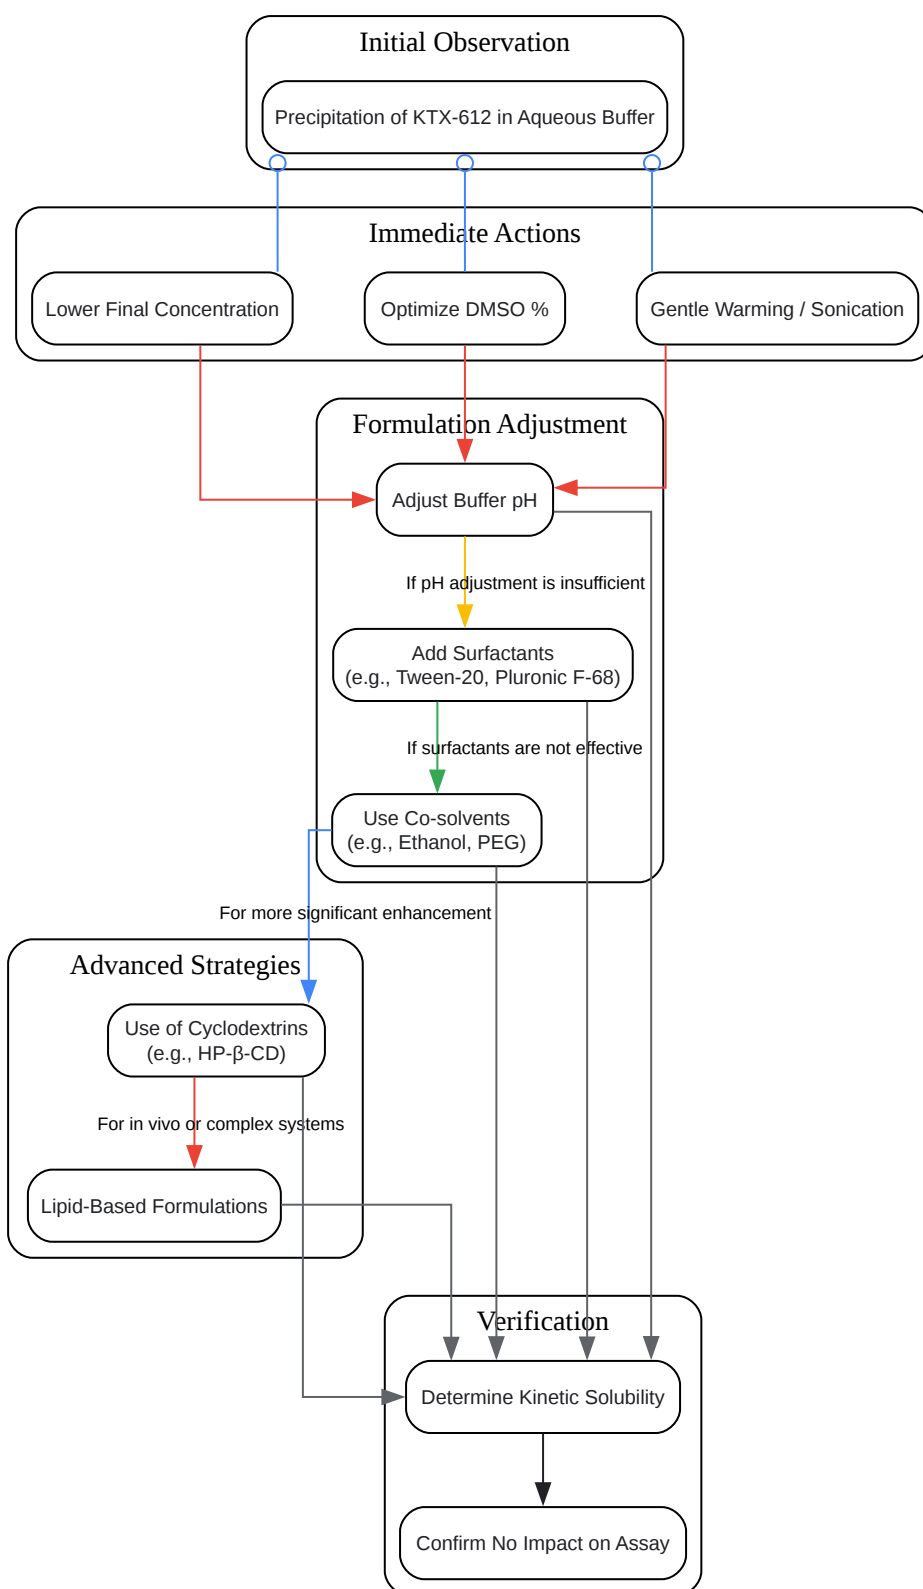 Initial Observation
Precipitation of KTX-612 in Aqueous Buffer
Immediate Actions
Lower Final Concentration
Optimize DMSO %
Gentle Warming / Sonication
Formulation Adjustment
Adjust Buffer pH
If pH adjustment is insufficient
Add Surfactants
(e.g., Tween-20, Pluronic F-68)
If surfactants are not effective
Use Co-solvents
(e.g., Ethanol, PEG)
For more significant enhancement
Advanced Strategies
Use of Cyclodextrins
(e.g., HP-β-CD)
For in vivo or complex systems
Lipid-Based Formulations
Verification
Determine Kinetic Solubility
Confirm No Impact on Assay